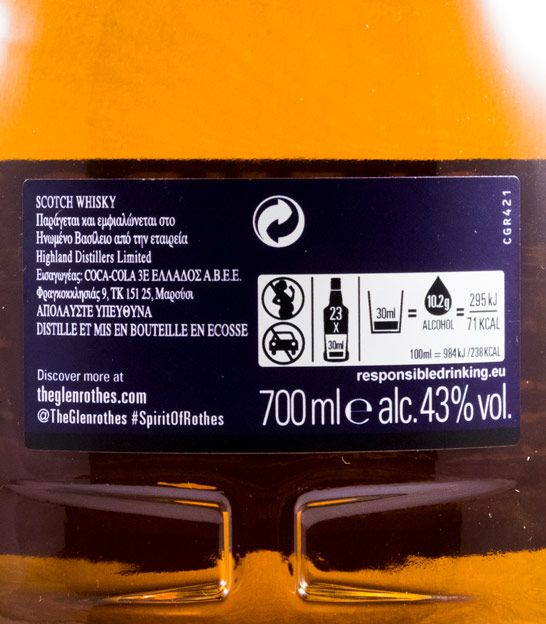 SCOTCH WHISKY
Παράγεται και εμφιαλώνεται στο
Ηνωμένο Βασίλειο από την εταιρεία
Highland Distillers Limited
Εισαγωγέας: COCA-COLA 3Ε ΕΛΛΑΔΟΣ Α.Β.Ε.Ε.
Φραγκοκκλησιάς 9, ΤΚ 151 25, Μαρούσι
ΑΠΟΛΑΥΣΤΕ ΥΠΕΥΘΥΝΑ
DISTILLE ET MIS EN BOUTEILLE EN ECOSSE
Discover more at
theglenrothes.com
@TheGlenrothes #SpiritOfRothes
CGR421
23
x
30ml
30ml
=
10.2g
ALCOHOL
=
295 kJ
71 KCAL
100ml = 984 kJ /238 KCAL
responsibledrinking.eu
700 ml e alc. 43% vol.